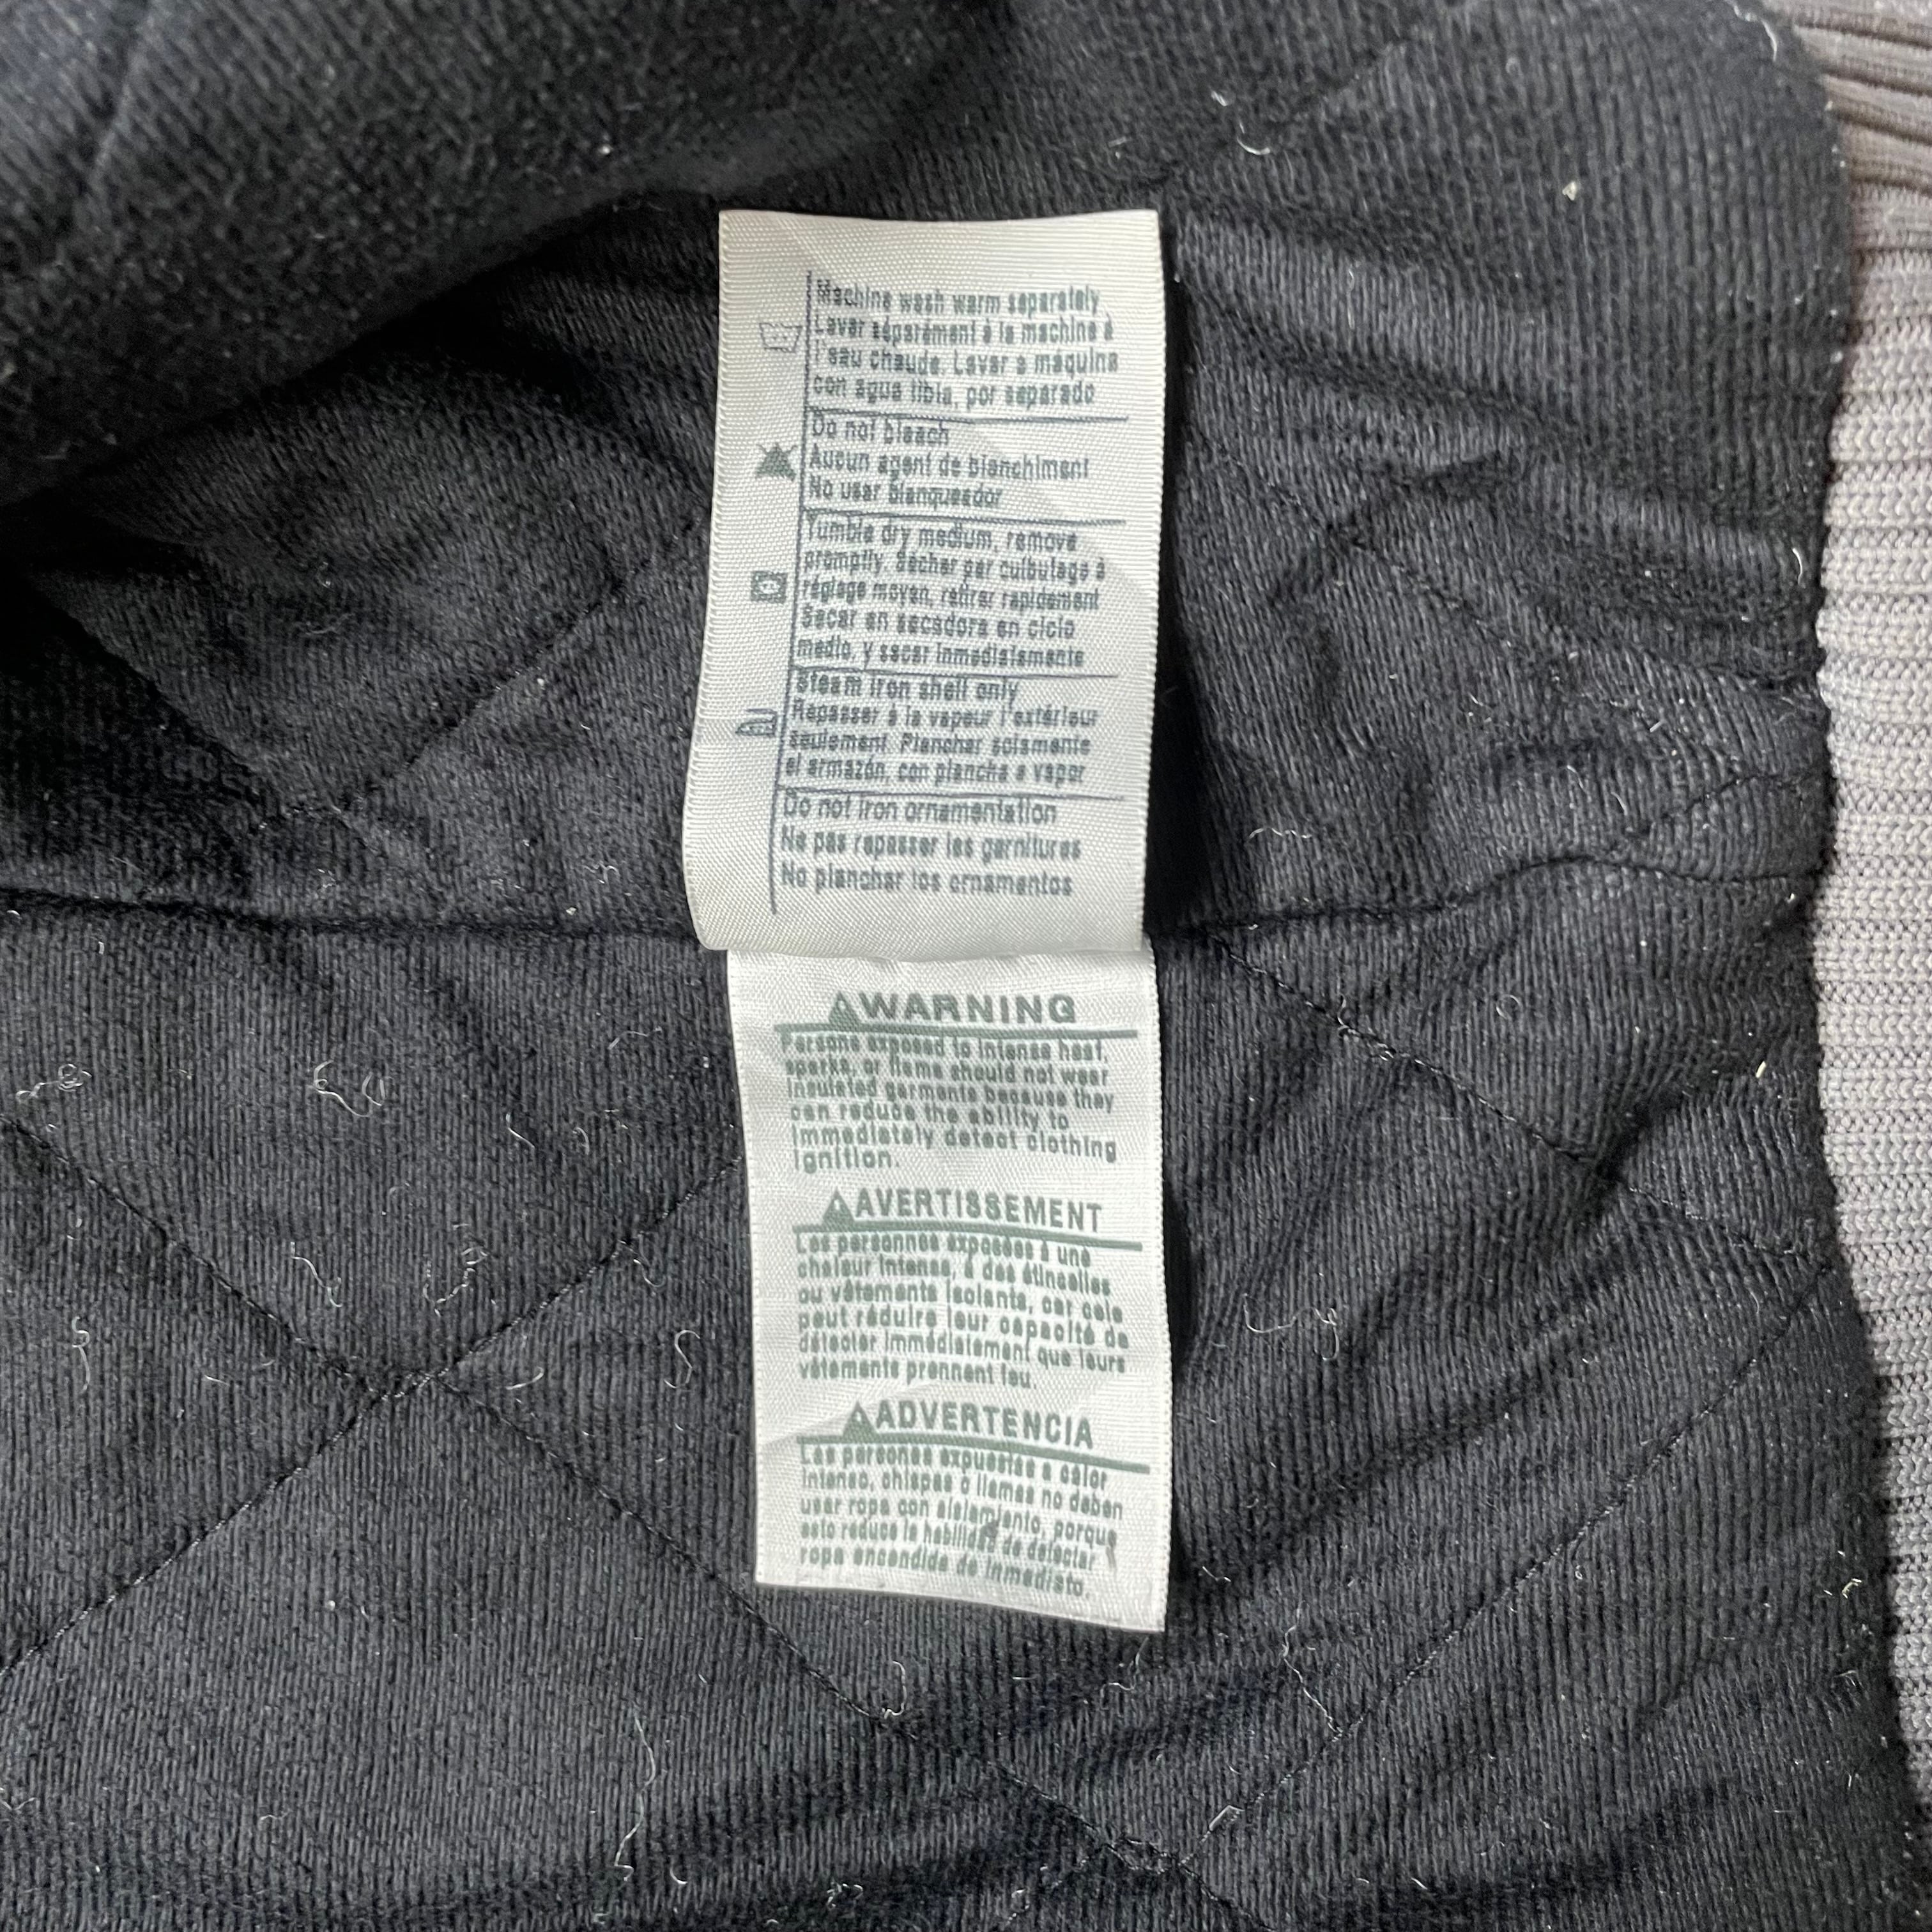 Machine wash warm separately
Laver séparément à la machine à
l'eau chaude. Lavar a máquina
con agua tibia, por separado
Do not bleach
Aucun agent de blanchiment
No usar blanqueador
Tumble dry medium, remove
promptly. Sécher par culbutage à
réglage moyen, retirer rapidement
Secar en secadora en ciclo
medio, y sacar inmediatamente
Steam iron shell only
Repasser à la vapeur l'extérieur
seulement. Planchar solamente
el armazón, con plancha a vapor
Do not iron ornamentation
Ne pas repasser les garnitures
No planchar los ornamentos
WARNING
Persons exposed to intense heat,
sparks, or flame should not wear
insulated garments because they
can reduce the ability to
immediately detect clothing
ignition.
AVERTISSEMENT
Les personnes exposées à une
chaleur intense, à des étincelles
ou vêtements isolants, car cela
peut réduire leur capacité de
détecter immédiatement que leurs
vêtements prennent feu.
ADVERTENCIA
Las personas expuestas a calor
intenso, chispas o llamas no deben
usar ropa con aislamiento, porque
esto reduce la habilidad de detectar
ropa encendida de inmediato.